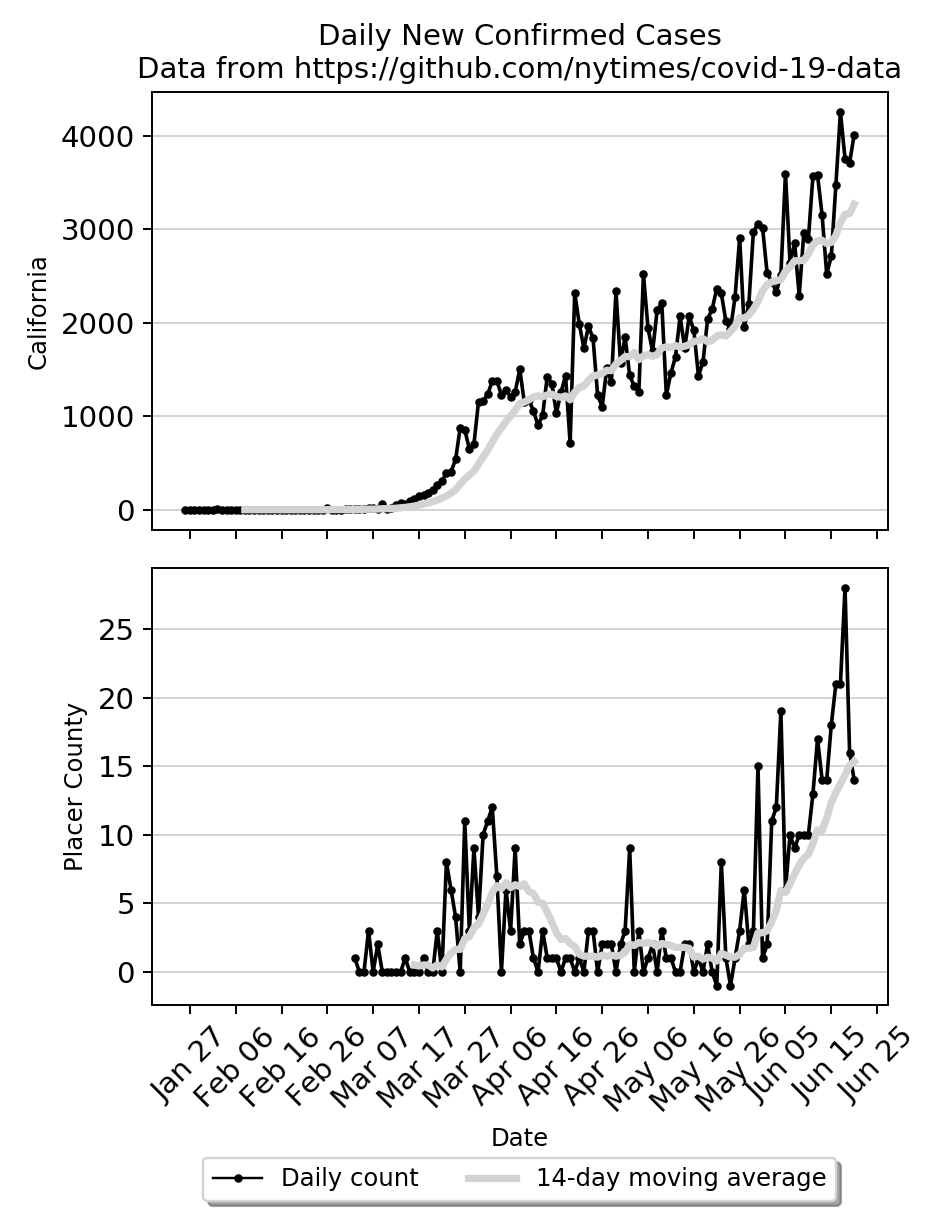 Daily New Confirmed Cases
Data from https://github.com/nytimes/covid-19-data
4000
3000
2000
1000
0
California
25
20
15
10
5
0
Placer County
Jan 27
Feb 06
Feb 16
Feb 26
Mar 07
Mar 17
Mar 27
Apr 06
Apr 16
Apr 26
May 06
May 16
May 26
Jun 05
Jun 15
Jun 25
Date
Daily count
14-day moving average